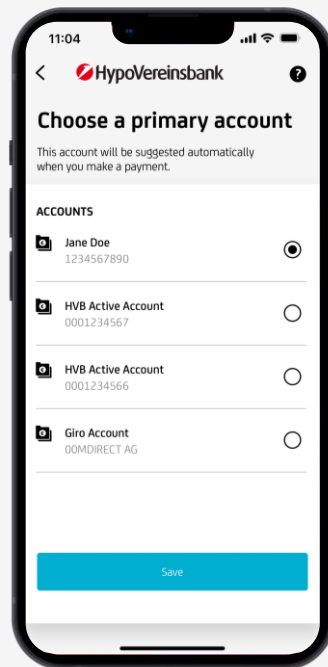 11:04
HypoVereinsbank
?
Choose a primary account
This account will be suggested automatically
when you make a payment.
ACCOUNTS
Jane Doe
1234567890
HVB Active Account
0001234567
HVB Active Account
0001234566
Giro Account
00MDIRECT AG
Save